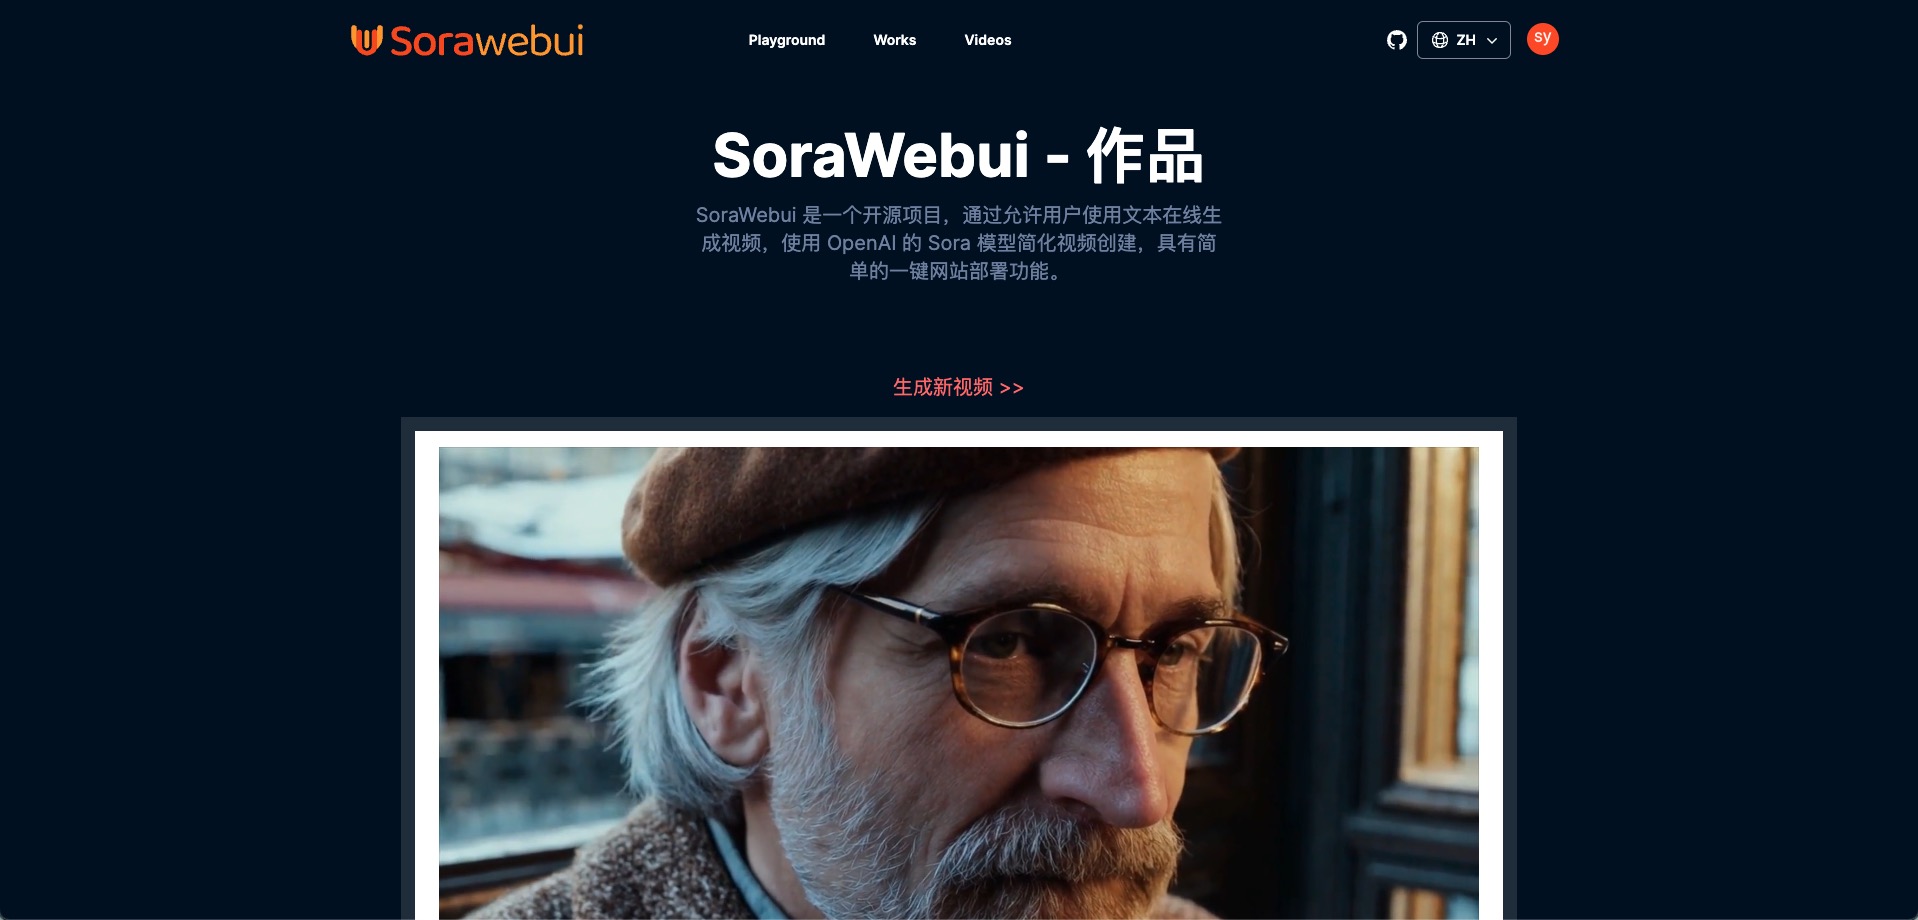 Sorawebui
Playground
Works
Videos
ZH
sy
SoraWebui - 作品
SoraWebui 是一个开源项目，通过允许用户使用文本在线生
成视频，使用 OpenAI 的 Sora 模型简化视频创建，具有简
单的一键网站部署功能。
生成新视频 >>